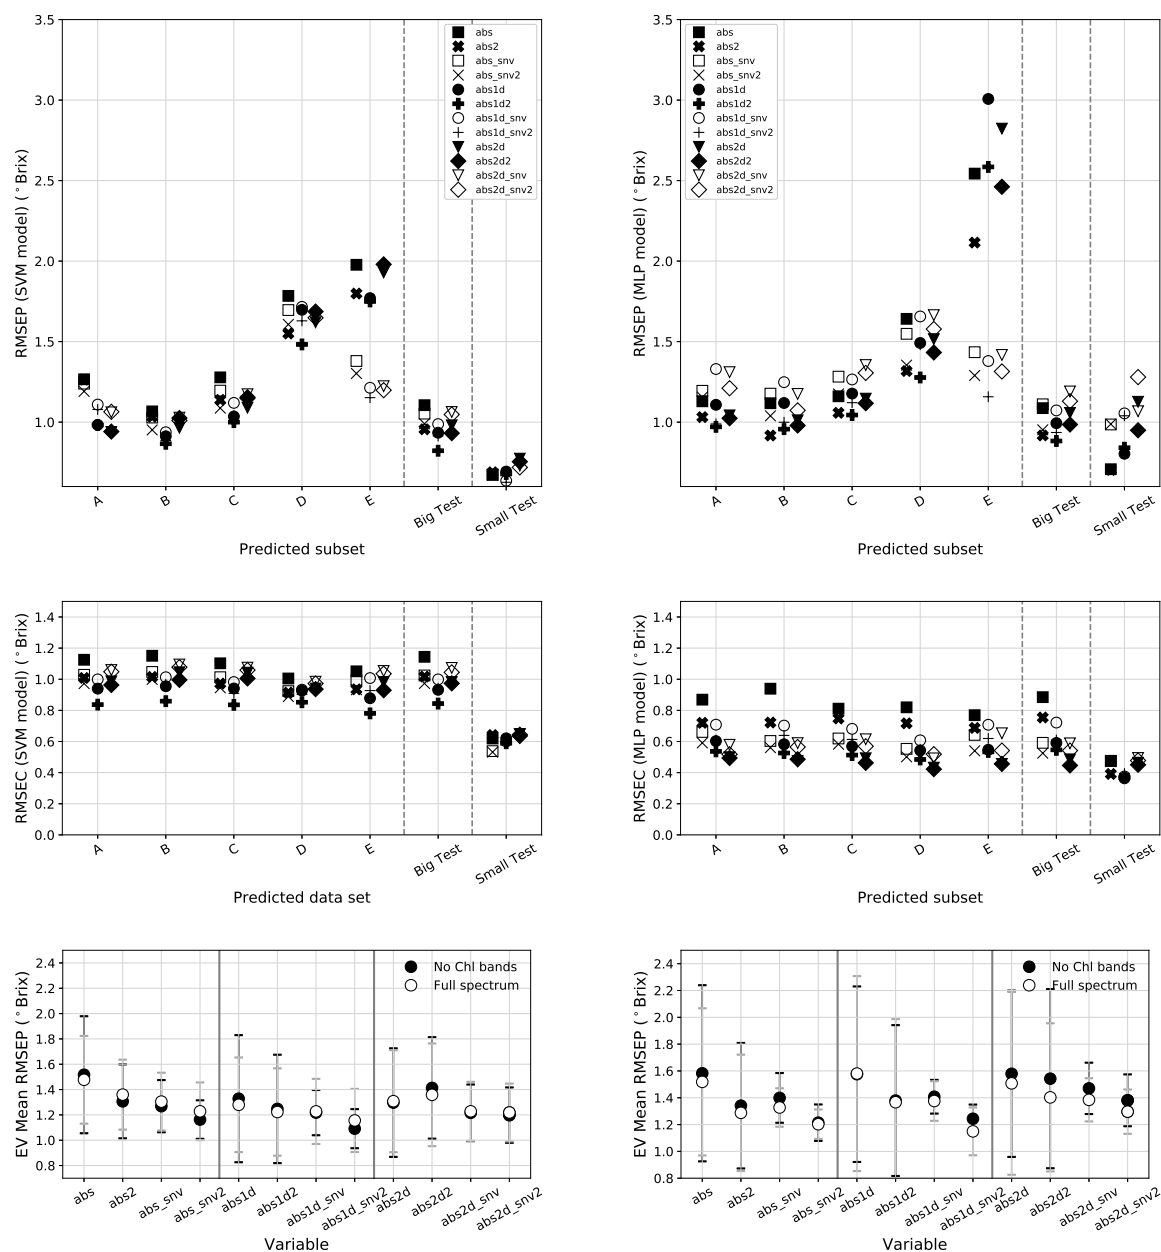 3.5
3.0
2.5
2.0
1.5
1.0
RMSEP (SVM model) (°Brix)
abs
abs2
abs_snv
abs_snv2
abs1d
abs1d2
abs1d_snv
abs1d_snv2
abs2d
abs2d2
abs2d_snv
abs2d_snv2
A
B
C
D
E
Big Test
Small Test
Predicted subset
3.5
3.0
2.5
2.0
1.5
1.0
RMSEP (MLP model) (°Brix)
abs
abs2
abs_snv
abs_snv2
abs1d
abs1d2
abs1d_snv
abs1d_snv2
abs2d
abs2d2
abs2d_snv
abs2d_snv2
A
B
C
D
E
Big Test
Small Test
Predicted subset
1.4
1.2
1.0
0.8
0.6
0.4
0.2
0.0
RMSEC (SVM model) (°Brix)
A
B
C
D
E
Big Test
Small Test
Predicted data set
1.4
1.2
1.0
0.8
0.6
0.4
0.2
0.0
RMSEC (MLP model) (°Brix)
A
B
C
D
E
Big Test
Small Test
Predicted subset
2.4
2.2
2.0
1.8
1.6
1.4
1.2
1.0
0.8
EV Mean RMSEP (°Brix)
No Chl bands
Full spectrum
abs
abs2
abs_snv
abs_snv2
abs1d
abs1d2
abs1d_snv
abs1d_snv2
abs2d
abs2d2
abs2d_snv
abs2d_snv2
Variable
2.4
2.2
2.0
1.8
1.6
1.4
1.2
1.0
0.8
EV Mean RMSEP (°Brix)
No Chl bands
Full spectrum
abs
abs2
abs_snv
abs_snv2
abs1d
abs1d2
abs1d_snv
abs1d_snv2
abs2d
abs2d2
abs2d_snv
abs2d_snv2
Variable